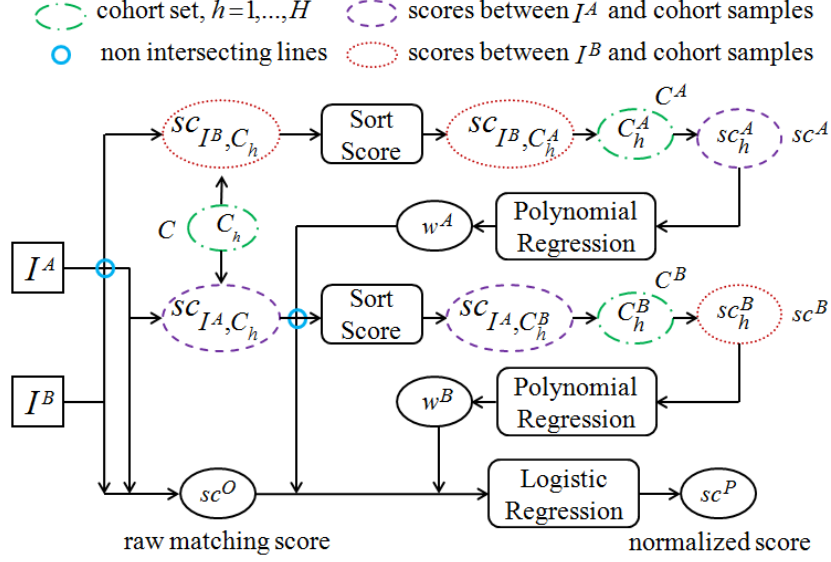 cohort set, h=1,...,H
scores between I^A and cohort samples
non intersecting lines
scores between I^B and cohort samples
C^A
sc_{I^B,C_h}
Sort
Score
sc_{I^B,C_h^A}
C_h^A
sc_h^A
sc^A
C
C_h
w^A
Polynomial
Regression
I^A
C^B
sc_{I^A,C_h}
Sort
Score
sc_{I^A,C_h^B}
C_h^B
sc_h^B
sc^B
I^B
w^B
Polynomial
Regression
sc^O
Logistic
Regression
sc^P
raw matching score
normalized score